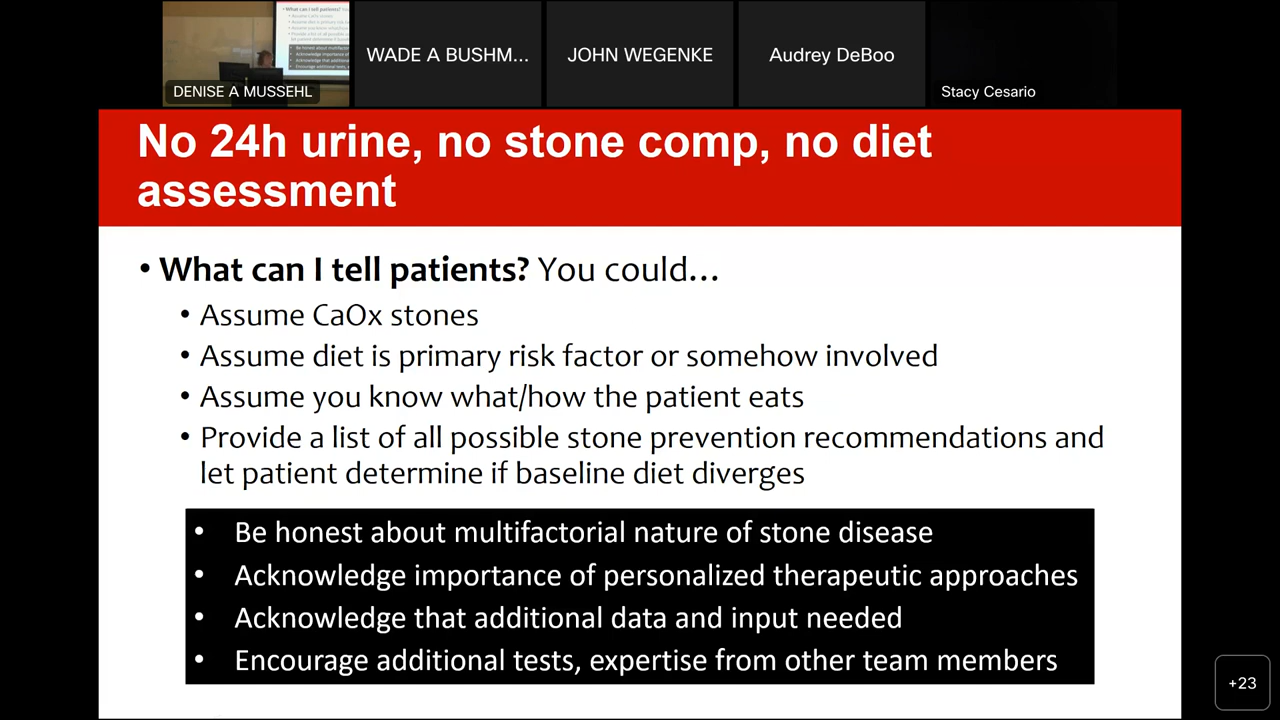 What can I tell patients?
DENISE A MUSSEHL
WADE A BUSHM...
JOHN WEGENKE
Audrey DeBoo
Stacy Cesario
No 24h urine, no stone comp, no diet
assessment
• What can I tell patients? You could...
• Assume CaOx stones
• Assume diet is primary risk factor or somehow involved
• Assume you know what/how the patient eats
• Provide a list of all possible stone prevention recommendations and
let patient determine if baseline diet diverges
• Be honest about multifactorial nature of stone disease
• Acknowledge importance of personalized therapeutic approaches
• Acknowledge that additional data and input needed
• Encourage additional tests, expertise from other team members
+23